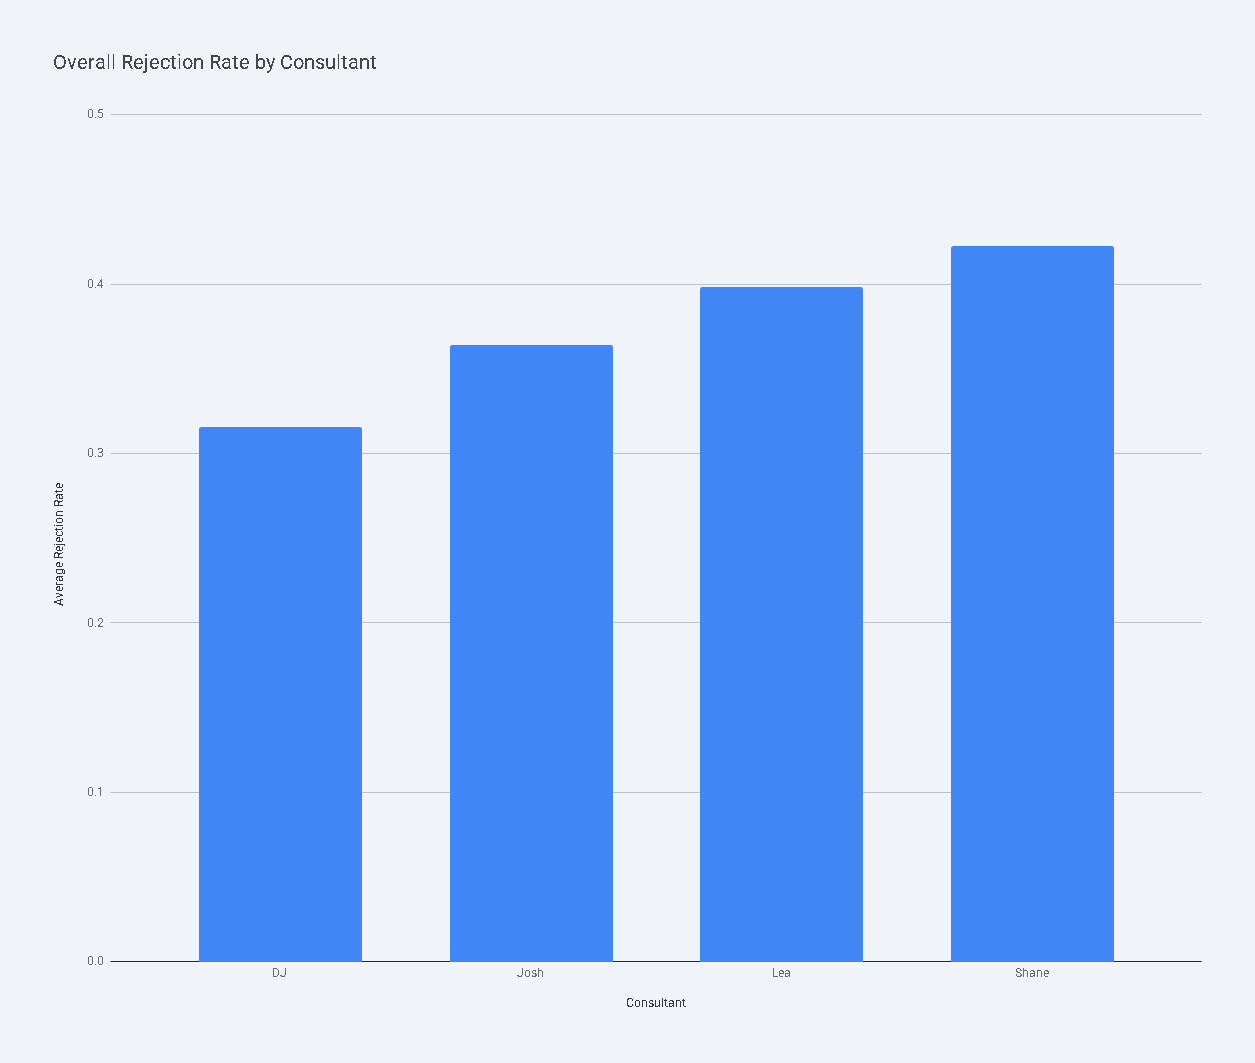 Overall Rejection Rate by Consultant
0.5
0.4
0.3
0.2
0.1
0.0
Average Rejection Rate
DJ
Josh
Lea
Shane
Consultant